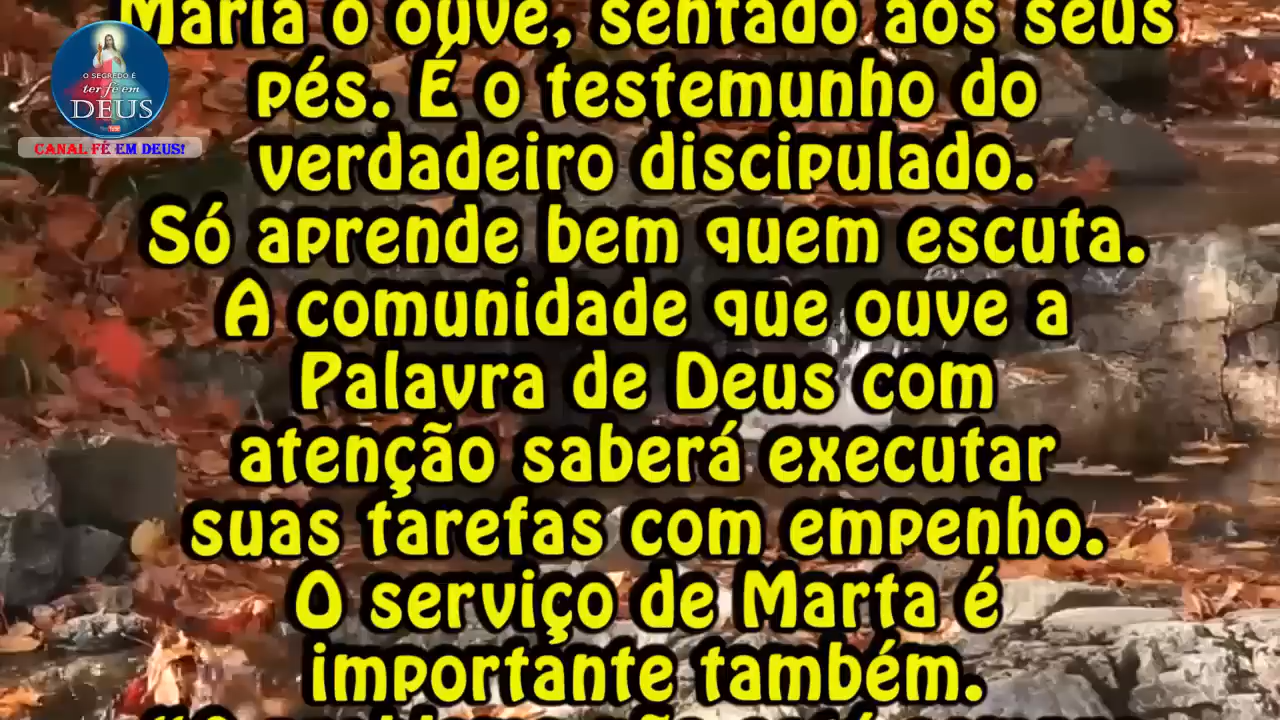 Maria o ouve, sentado aos seus
pés. É o testemunho do
verdadeiro discipulado.
Só aprende bem quem escuta.
A comunidade que ouve a
Palavra de Deus com
atenção saberá executar
suas tarefas com empenho.
O serviço de Marta é
importante também.
O SEGREDO É
ter fé em
DEUS
CANAL FÉ EM DEUS!